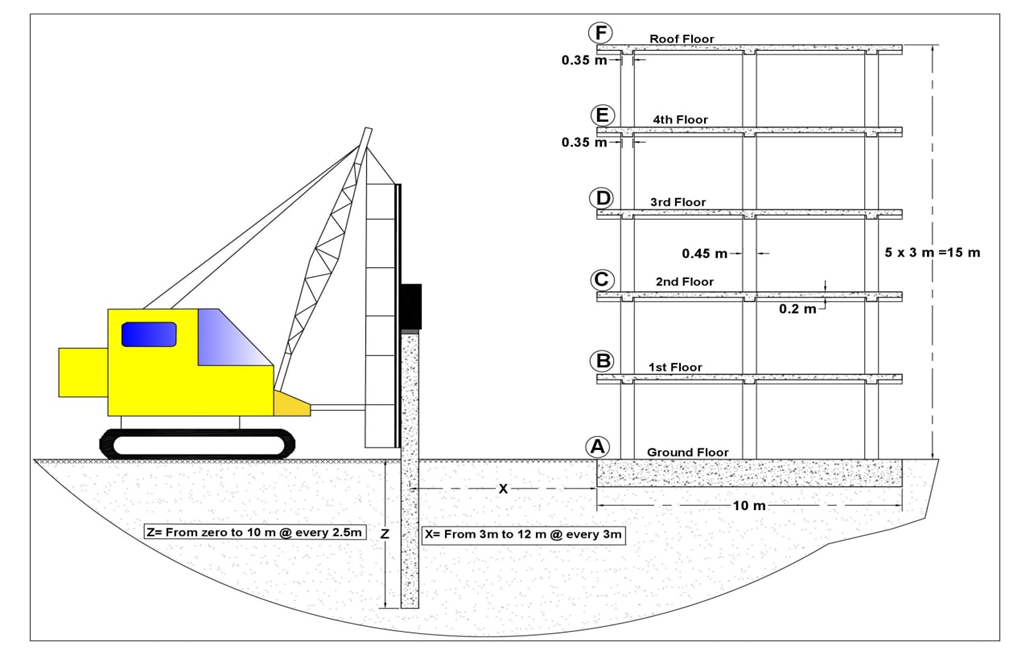 F
Roof Floor
0.35 m
E
4th Floor
0.35 m
D
3rd Floor
0.45 m
5 x 3 m =15 m
C
2nd Floor
0.2 m
B
1st Floor
A
Ground Floor
X
10 m
Z= From zero to 10 m @ every 2.5m
Z
X= From 3m to 12 m @ every 3m